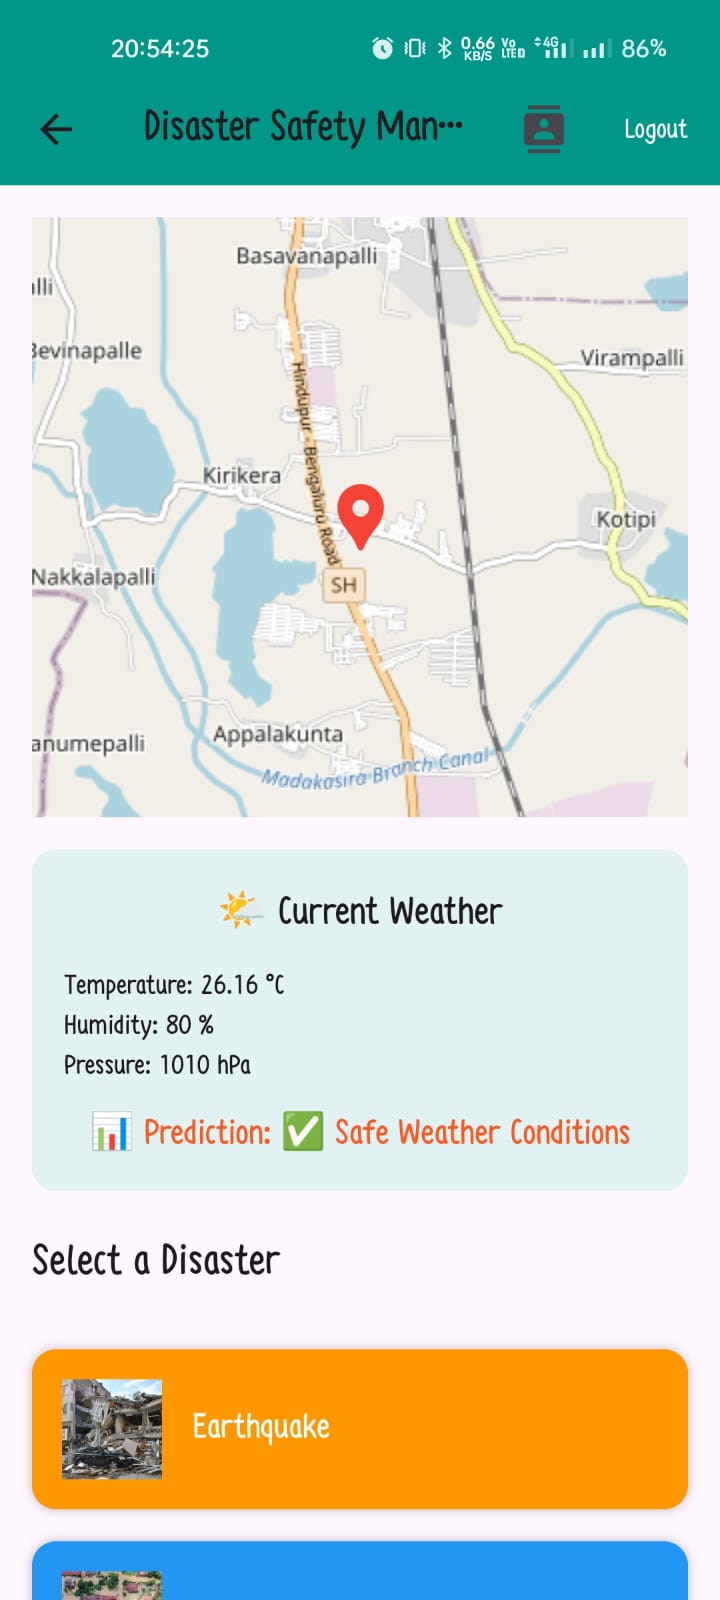 20:54:25 0.66 KB/S Vo LTE 4G 86%
Disaster Safety Man... Logout
Basavanapalli
alli
Bevinapalle
Virampalli
Hindupur - Bengaluru Road
Kirikera
Kotipi
Nakkalapalli
SH
Appalakunta
anumepalli
Madakasira Branch Canal
Current Weather
Temperature: 26.16 °C
Humidity: 80 %
Pressure: 1010 hPa
Prediction: ✅ Safe Weather Conditions
Select a Disaster
Earthquake